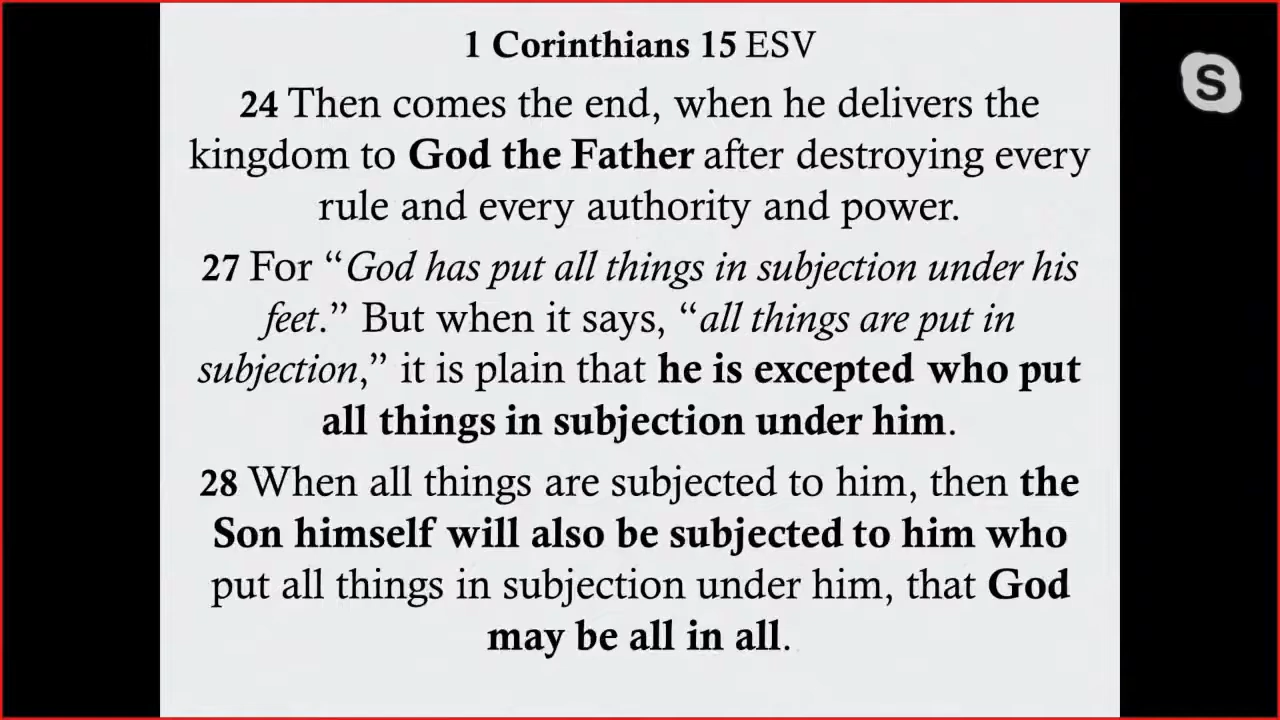 1 Corinthians 15 ESV
S
24 Then comes the end, when he delivers the
kingdom to God the Father after destroying every
rule and every authority and power.
27 For “God has put all things in subjection under his
feet.” But when it says, “all things are put in
subjection,” it is plain that he is excepted who put
all things in subjection under him.
28 When all things are subjected to him, then the
Son himself will also be subjected to him who
put all things in subjection under him, that God
may be all in all.